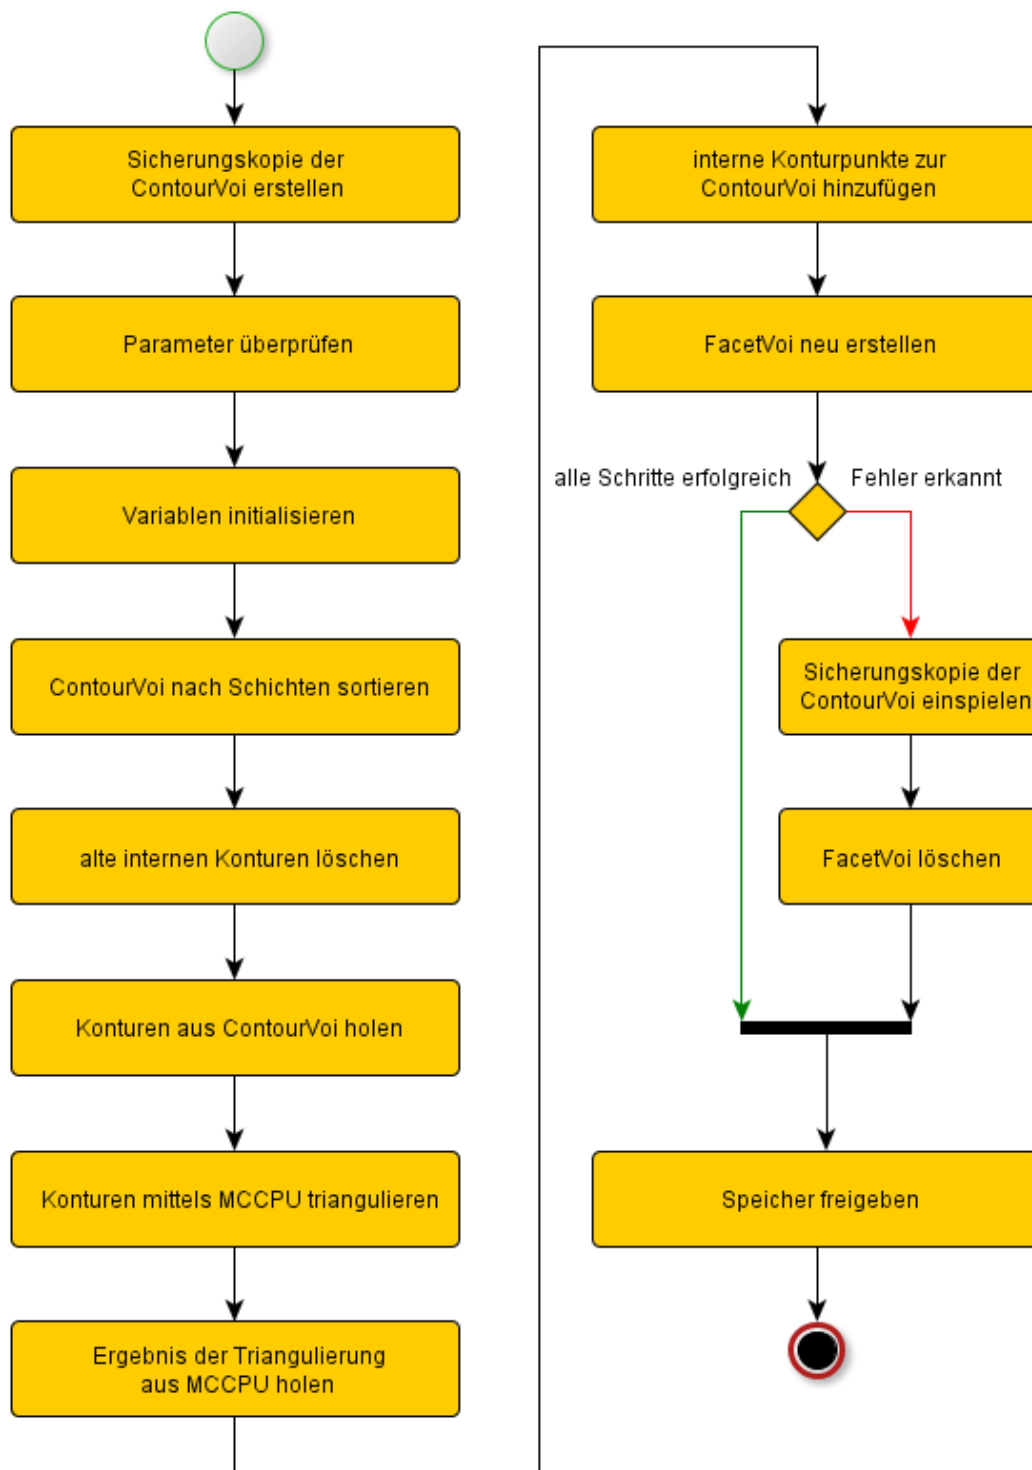 Sicherungskopie der
ContourVoi erstellen
Parameter überprüfen
Variablen initialisieren
ContourVoi nach Schichten sortieren
alte internen Konturen löschen
Konturen aus ContourVoi holen
Konturen mittels MCCPU triangulieren
Ergebnis der Triangulierung
aus MCCPU holen
interne Konturpunkte zur
ContourVoi hinzufügen
FacetVoi neu erstellen
alle Schritte erfolgreich
Fehler erkannt
Sicherungskopie der
ContourVoi einspielen
FacetVoi löschen
Speicher freigeben